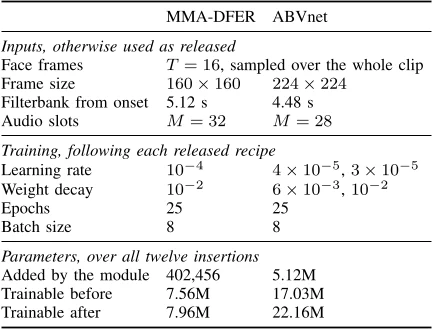 MMA-DFER ABVnet
Inputs, otherwise used as released
Face frames T = 16, sampled over the whole clip
Frame size 160 × 160 224 × 224
Filterbank from onset 5.12 s 4.48 s
Audio slots M = 32 M = 28
Training, following each released recipe
Learning rate 10⁻⁴ 4 × 10⁻⁵, 3 × 10⁻⁵
Weight decay 10⁻² 6 × 10⁻³, 10⁻²
Epochs 25 25
Batch size 8 8
Parameters, over all twelve insertions
Added by the module 402,456 5.12M
Trainable before 7.56M 17.03M
Trainable after 7.96M 22.16M